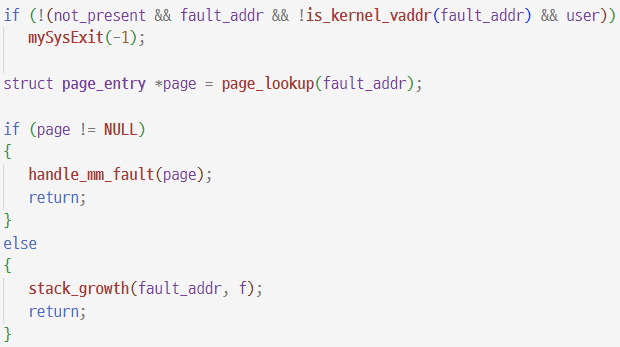 if (!(not_present && fault_addr && !is_kernel_vaddr(fault_addr) && user))
mySysExit(-1);
struct page_entry *page = page_lookup(fault_addr);
if (page != NULL)
{
handle_mm_fault(page);
return;
}
else
{
stack_growth(fault_addr, f);
return;
}